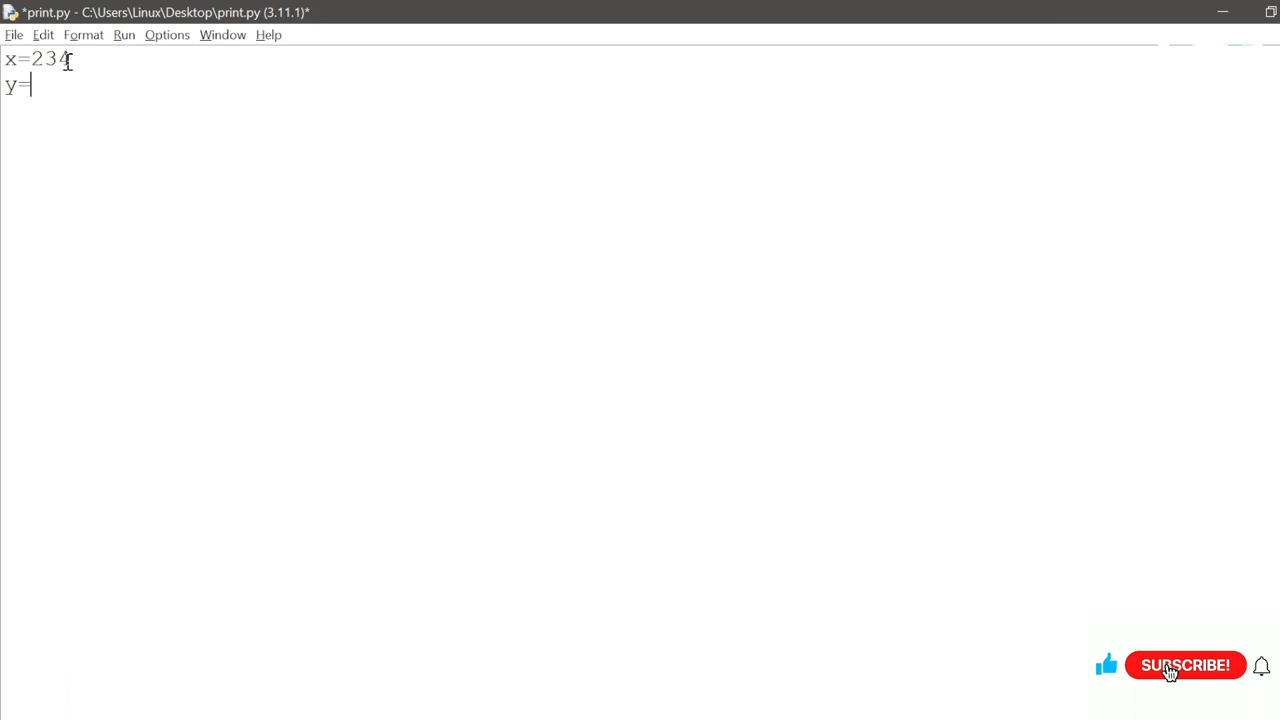 *print.py - C:\Users\Linux\Desktop\print.py (3.11.1)*
File Edit Format Run Options Window Help
x=234
y=
SUBSCRIBE!